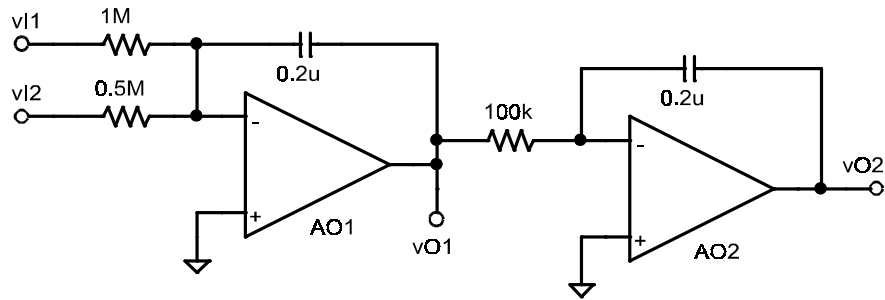 vI1
1M
0.2u
vI2
0.5M
-
+
AO1
vO1
100k
0.2u
-
+
AO2
vO2